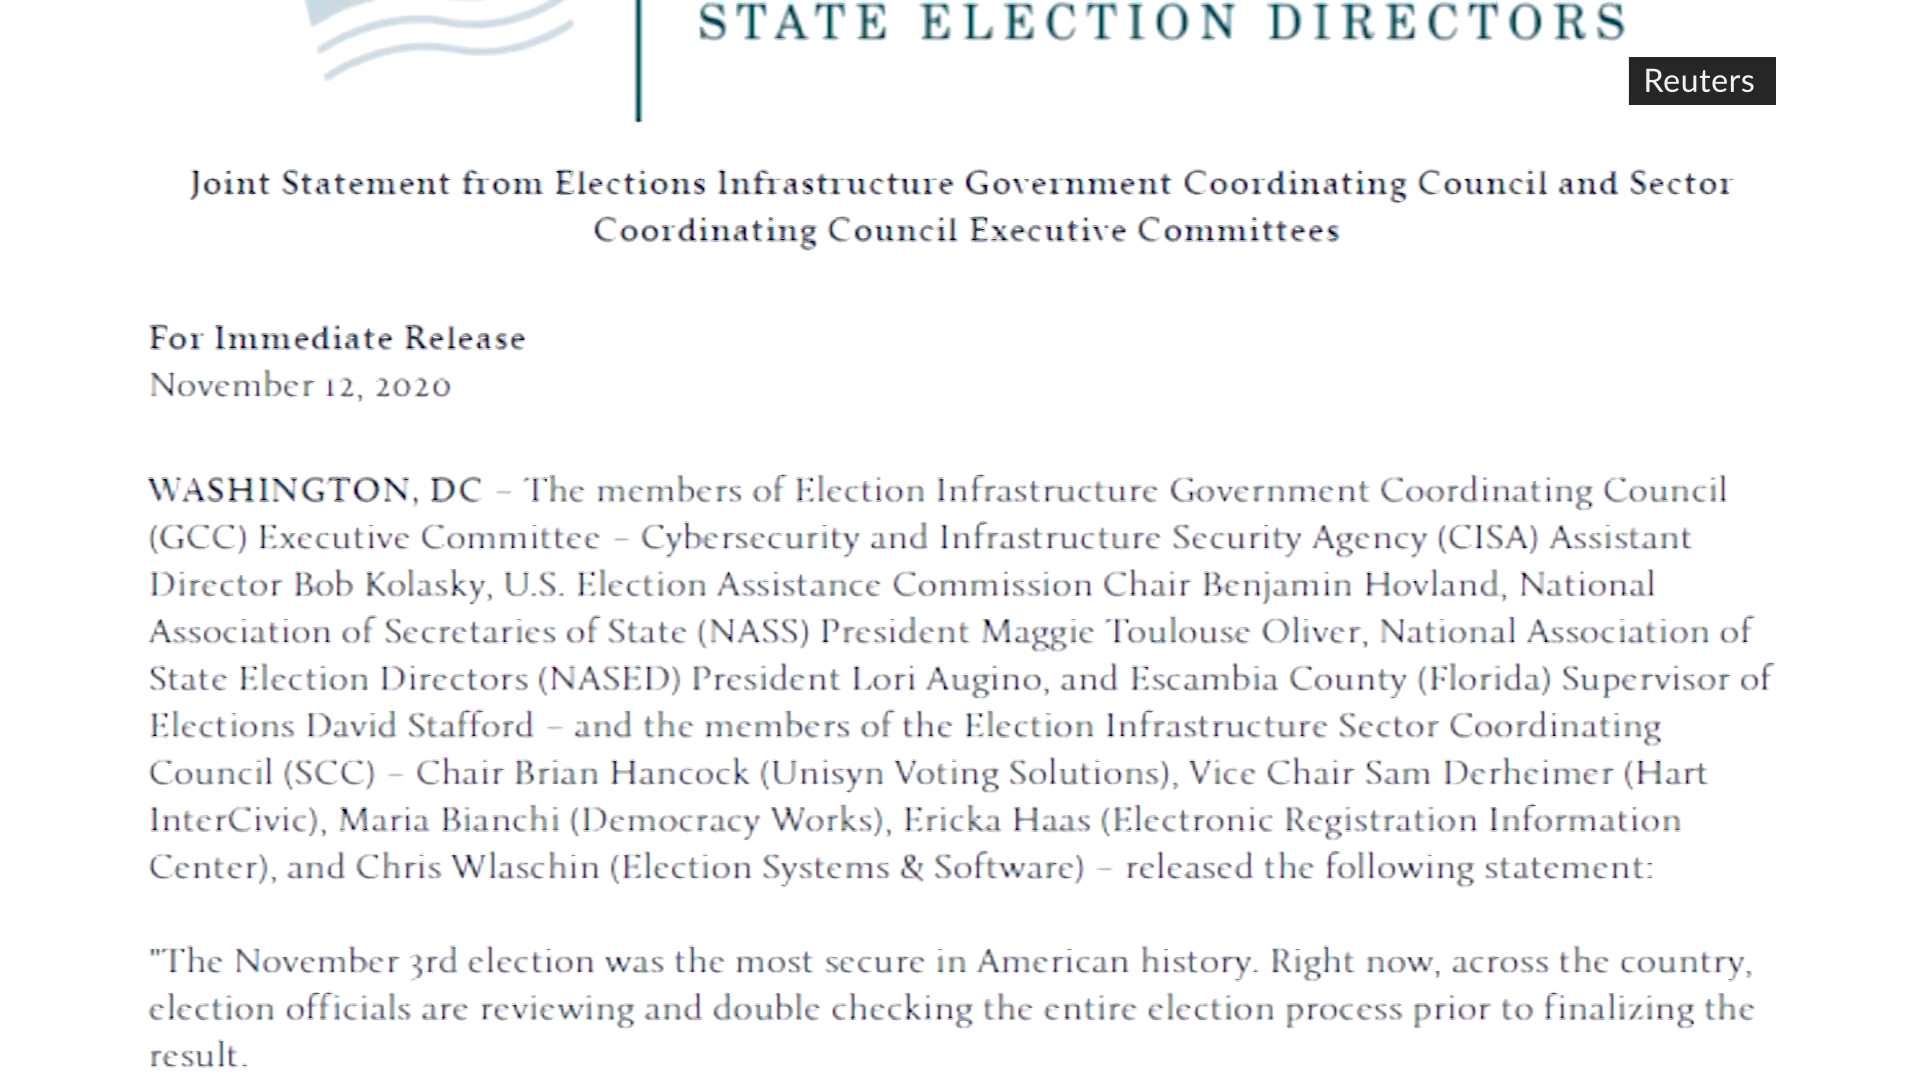 STATE ELECTION DIRECTORS
Reuters
Joint Statement from Elections Infrastructure Government Coordinating Council and Sector
Coordinating Council Executive Committees
For Immediate Release
November 12, 2020
WASHINGTON, DC – The members of Election Infrastructure Government Coordinating Council
(GCC) Executive Committee – Cybersecurity and Infrastructure Security Agency (CISA) Assistant
Director Bob Kolasky, U.S. Election Assistance Commission Chair Benjamin Hovland, National
Association of Secretaries of State (NASS) President Maggie Toulouse Oliver, National Association of
State Election Directors (NASED) President Lori Augino, and Escambia County (Florida) Supervisor of
Elections David Stafford – and the members of the Election Infrastructure Sector Coordinating
Council (SCC) – Chair Brian Hancock (Unisyn Voting Solutions), Vice Chair Sam Derheimer (Hart
InterCivic), Maria Bianchi (Democracy Works), Ericka Haas (Electronic Registration Information
Center), and Chris Wlaschin (Election Systems & Software) – released the following statement:
"The November 3rd election was the most secure in American history. Right now, across the country,
election officials are reviewing and double checking the entire election process prior to finalizing the
result.